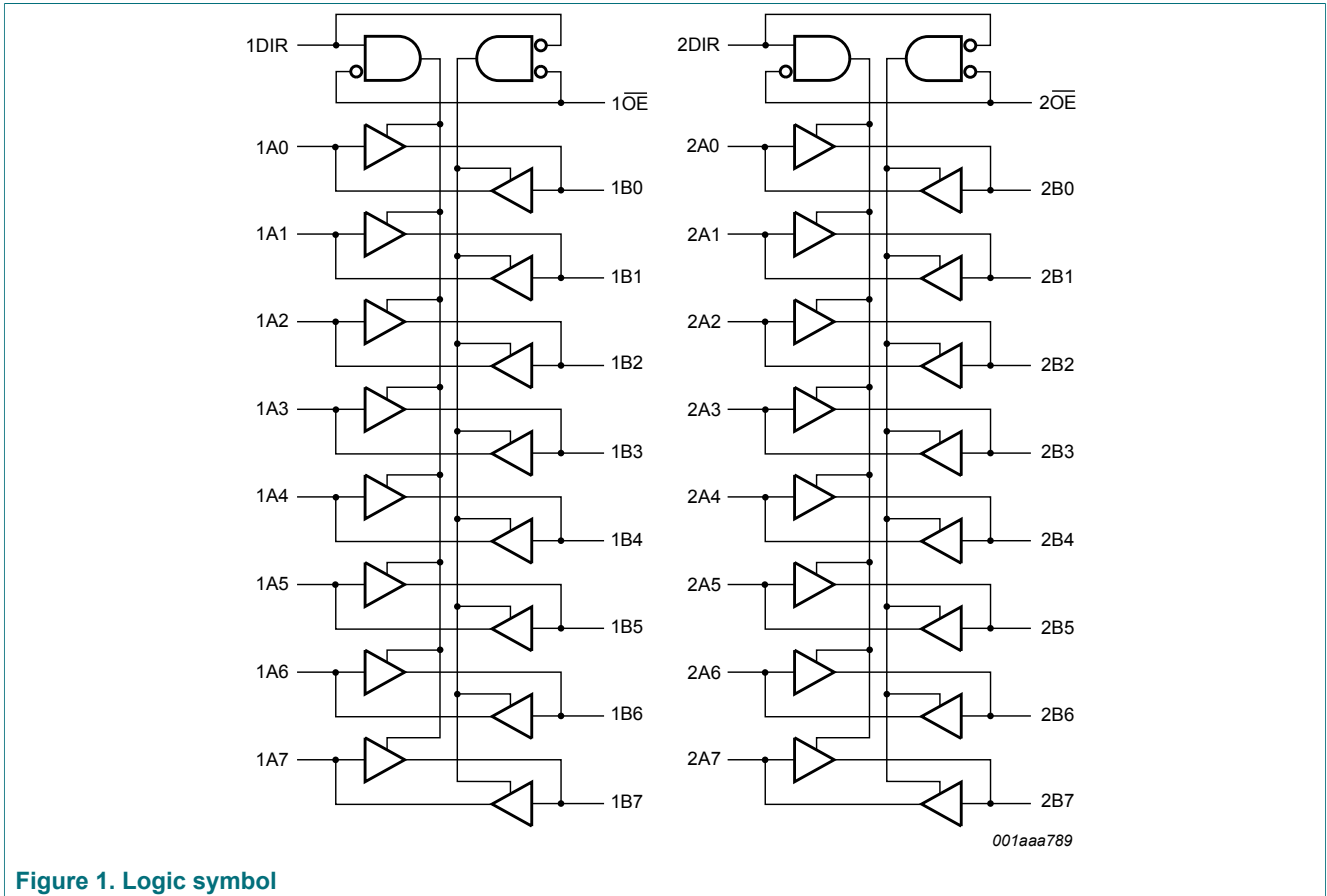 1DIR
2DIR
1O̅E̅
2O̅E̅
1A0
2A0
1B0
2B0
1A1
2A1
1B1
2B1
1A2
2A2
1B2
2B2
1A3
2A3
1B3
2B3
1A4
2A4
1B4
2B4
1A5
2A5
1B5
2B5
1A6
2A6
1B6
2B6
1A7
2A7
1B7
2B7
001aaa789
Figure 1. Logic symbol